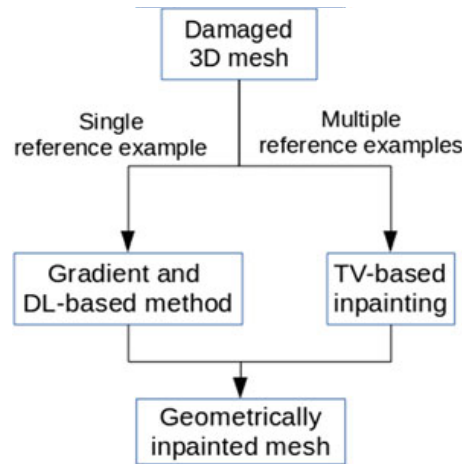 Damaged
3D mesh
Single
reference example
Multiple
reference examples
Gradient and
DL-based method
TV-based
inpainting
Geometrically
inpainted mesh